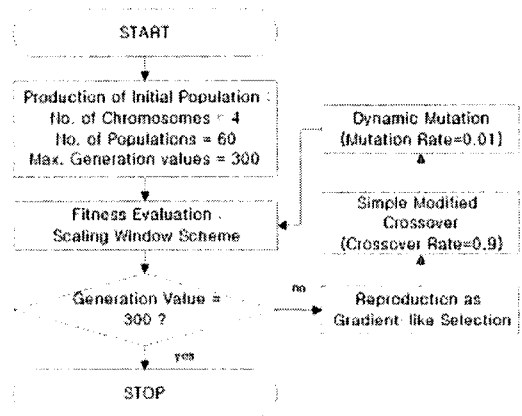 START
Production of Initial Population :
No. of Chromosomes = 4
No. of Populations = 60
Max. Generation values = 300
Fitness Evaluation :
Scaling Window Scheme
Generation Value =
300 ?
yes
STOP
no
Reproduction as
Gradient-like Selection
Simple Modified
Crossover
(Crossover Rate=0.9)
Dynamic Mutation
(Mutation Rate=0.01)